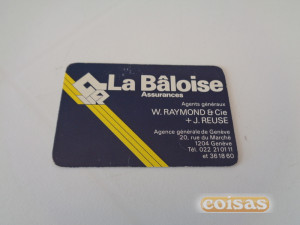 La Bâloise
Assurances
Agents généraux
W. RAYMOND & Cie
+ J. REUSE
Agence générale de Genève
20, rue du Marché
1204 Genève
Tél. 022 21 01 11
et 36 18 60
coisas